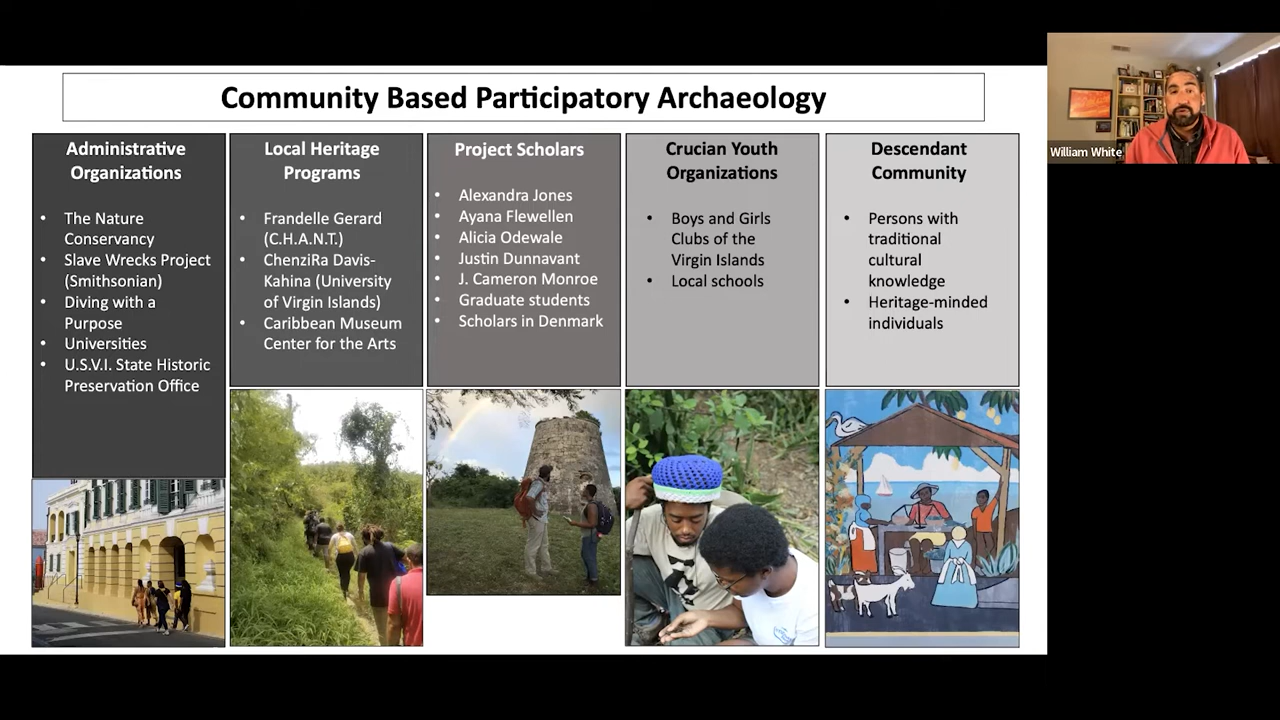 Community Based Participatory Archaeology
Administrative
Organizations
• The Nature
Conservancy
• Slave Wrecks Project
(Smithsonian)
• Diving with a
Purpose
• Universities
• U.S.V.I. State Historic
Preservation Office
Local Heritage
Programs
• Frandelle Gerard
(C.H.A.N.T.)
• ChenziRa Davis-
Kahina (University
of Virgin Islands)
• Caribbean Museum
Center for the Arts
Project Scholars
• Alexandra Jones
• Ayana Flewellen
• Alicia Odewale
• Justin Dunnavant
• J. Cameron Monroe
• Graduate students
• Scholars in Denmark
Crucian Youth
Organizations
• Boys and Girls
Clubs of the
Virgin Islands
• Local schools
Descendant
Community
• Persons with
traditional
cultural
knowledge
• Heritage-minded
individuals
William White